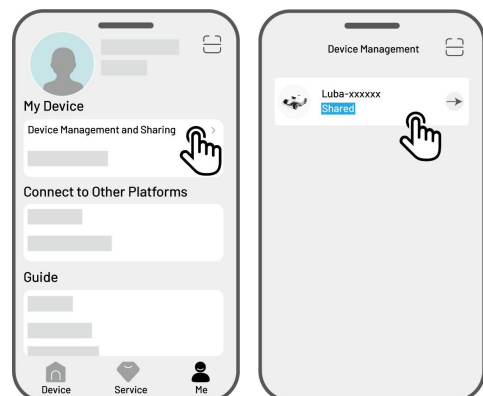 My Device
Device Management and Sharing
Connect to Other Platforms
Guide
Device Service Me
Device Management
Luba-xxxxxx
Shared